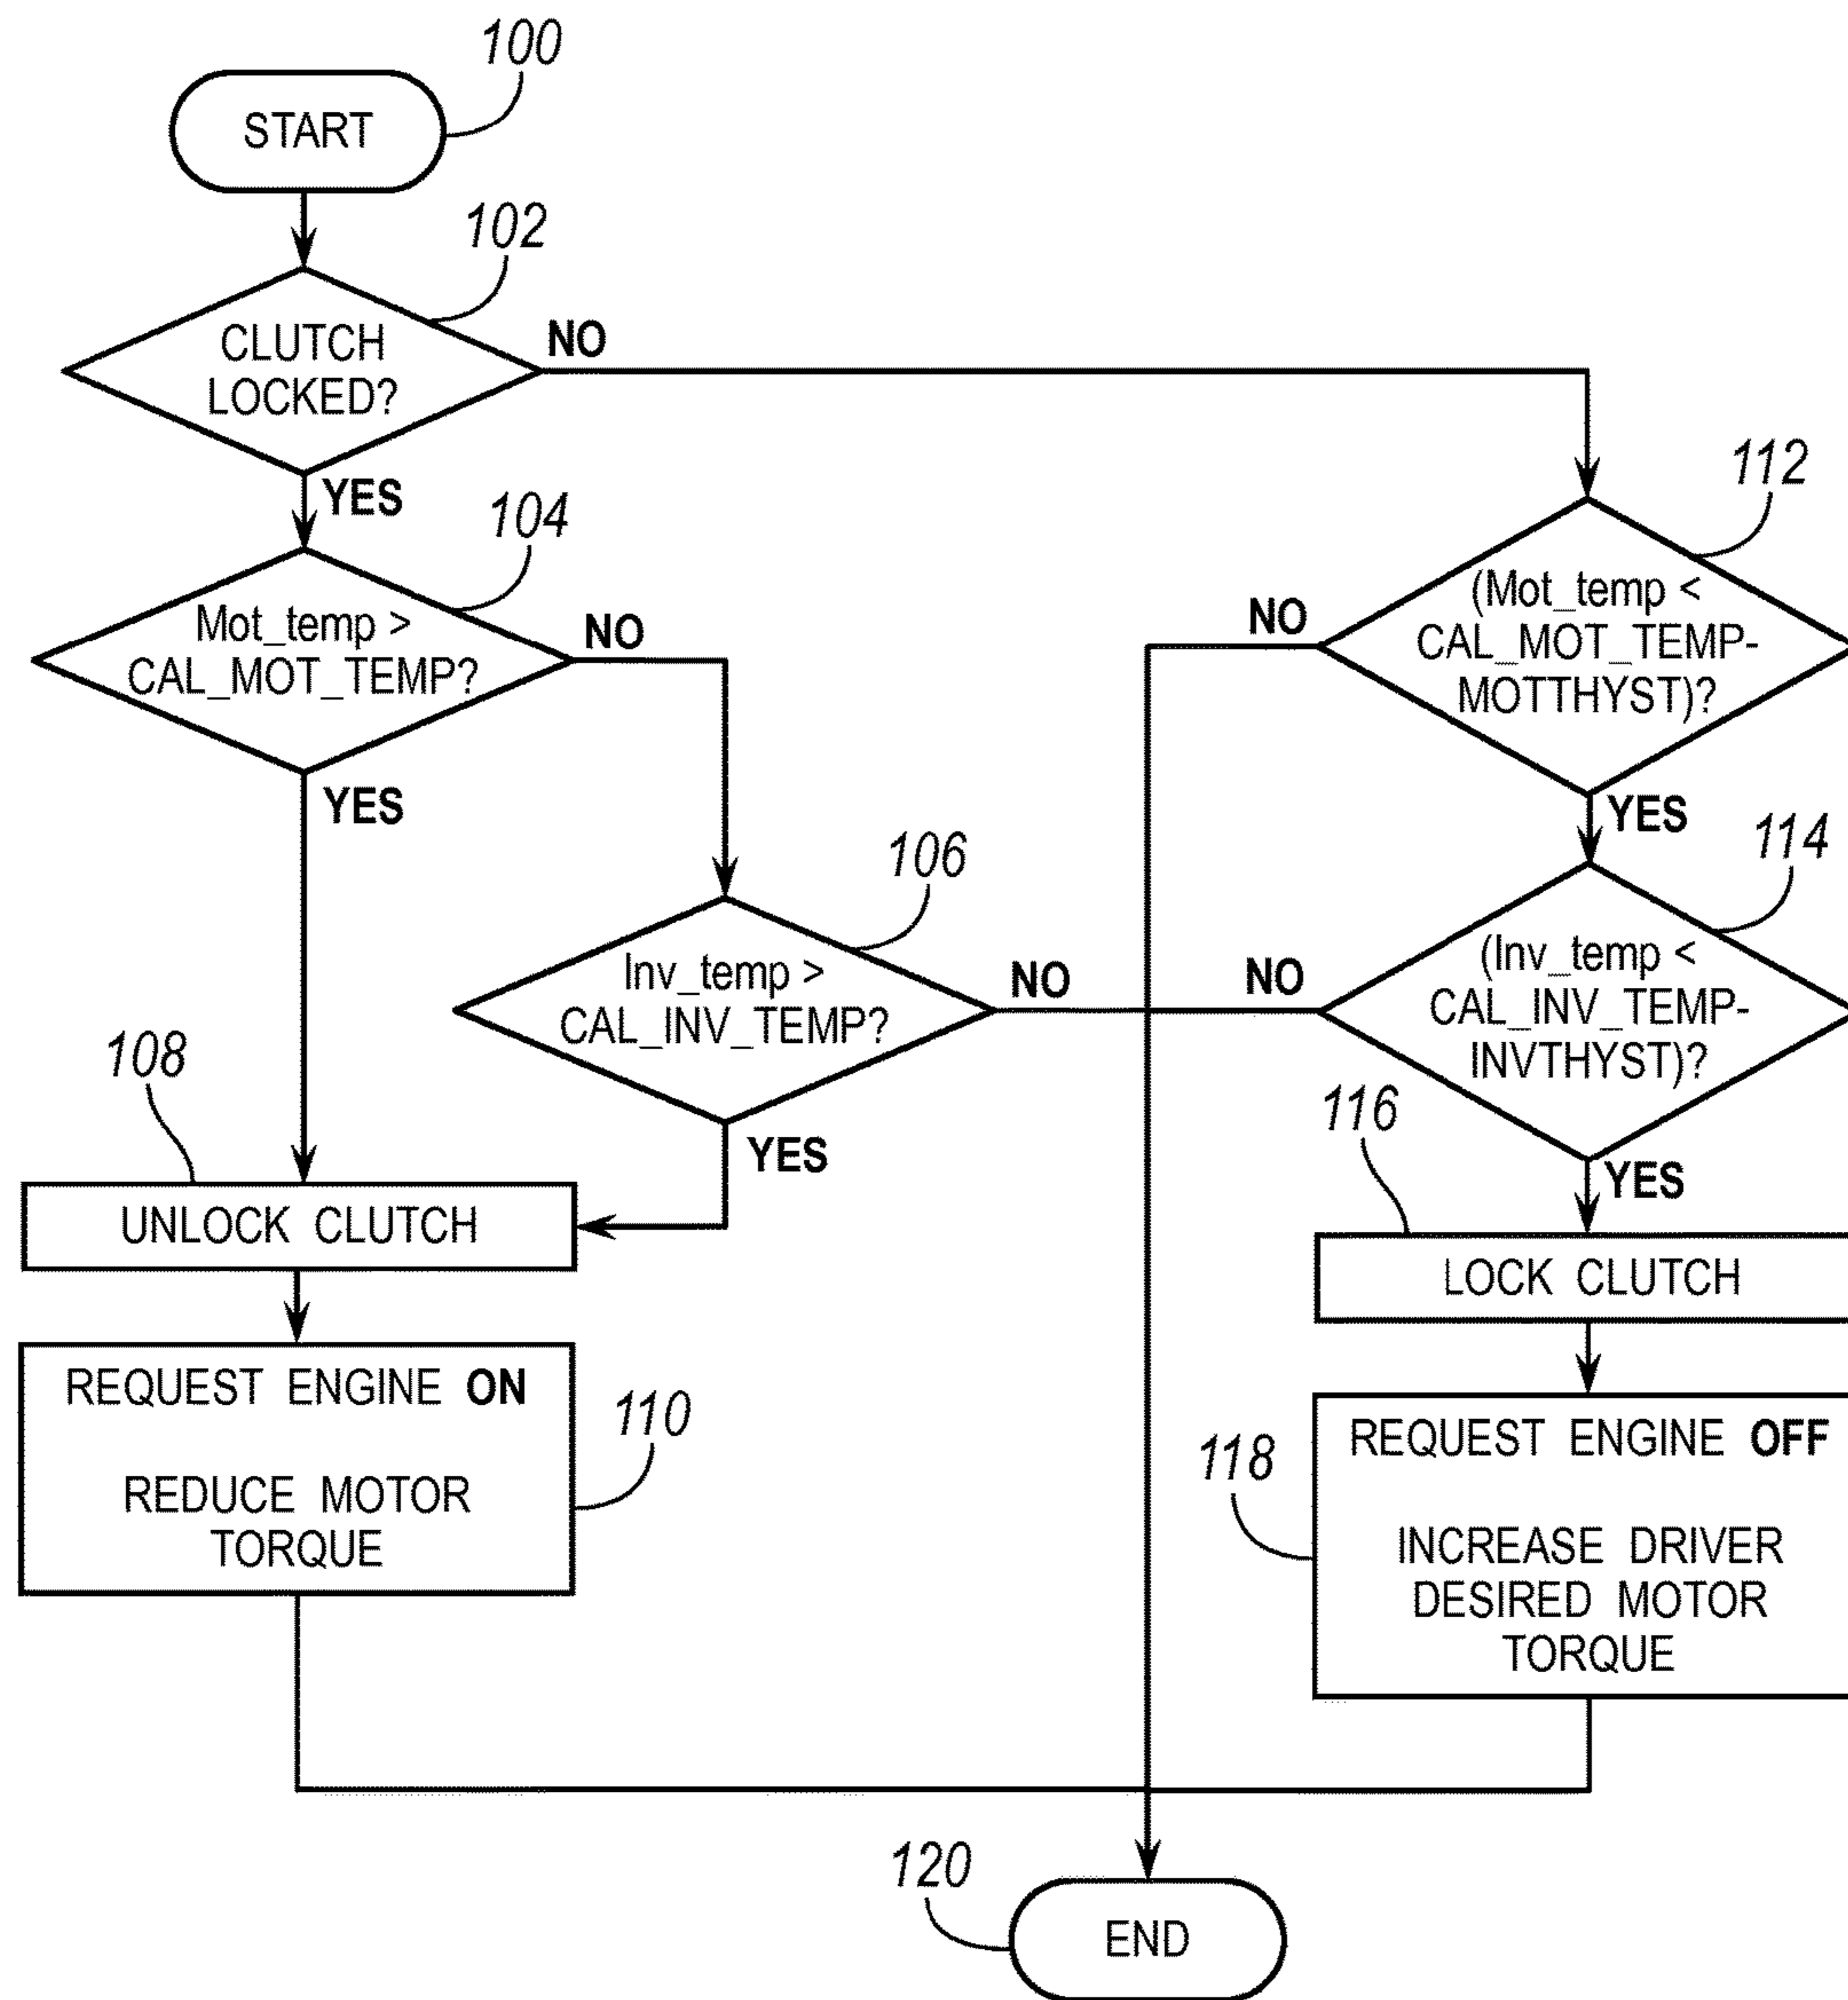 100
START
102
CLUTCH
LOCKED?
NO
YES
104
Mot_temp >
CAL_MOT_TEMP?
NO
YES
106
Inv_temp >
CAL_INV_TEMP?
NO
YES
108
UNLOCK CLUTCH
REQUEST ENGINE ON
REDUCE MOTOR
TORQUE
110
112
(Mot_temp <
CAL_MOT_TEMP-
MOTTHYST)?
NO
YES
114
(Inv_temp <
CAL_INV_TEMP-
INVTHYST)?
NO
YES
116
LOCK CLUTCH
REQUEST ENGINE OFF
INCREASE DRIVER
DESIRED MOTOR
TORQUE
118
120
END